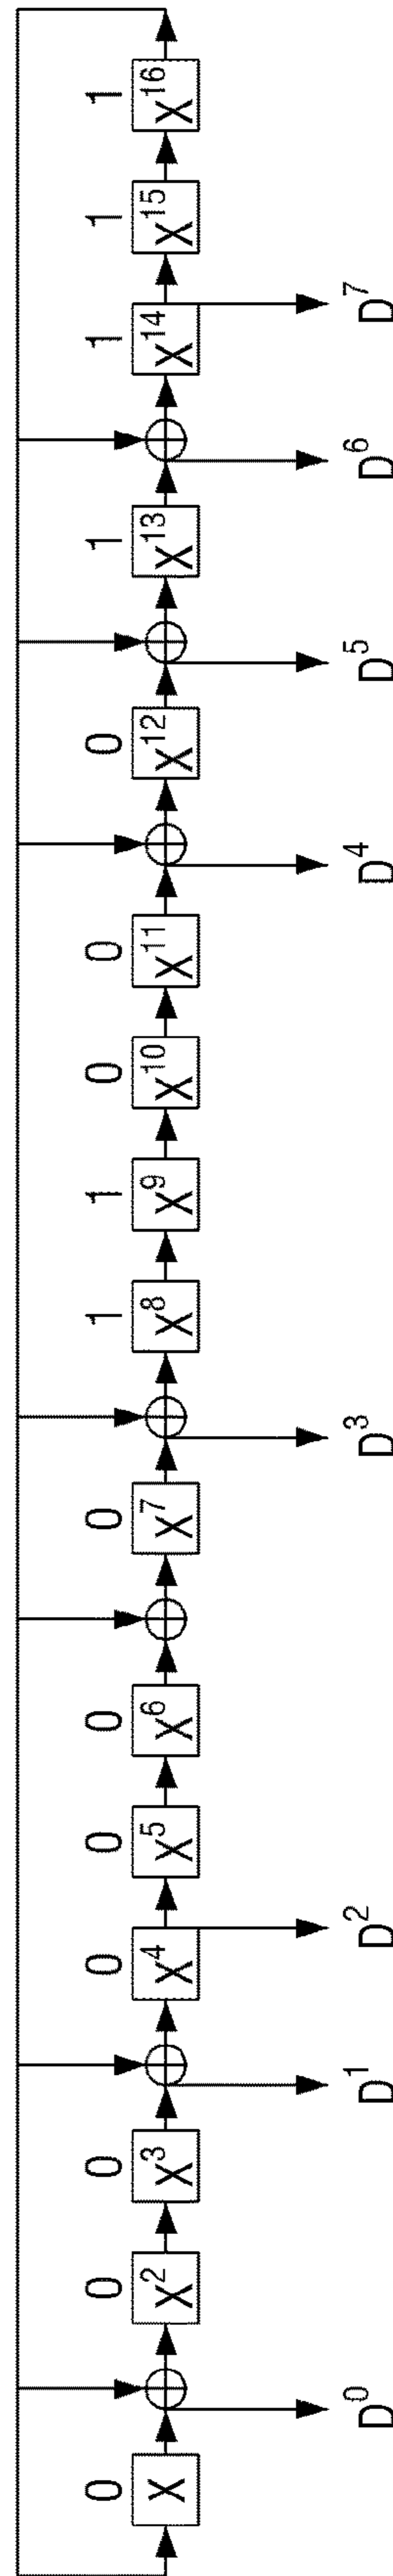 0 0 0 0 0 0 0 1 1 0 0 0 1 1 1 1
X X² X³ X⁴ X⁵ X⁶ X⁷ X⁸ X⁹ X¹⁰ X¹¹ X¹² X¹³ X¹⁴ X¹⁵ X¹⁶
D⁰ D¹ D² D³ D⁴ D⁵ D⁶ D⁷